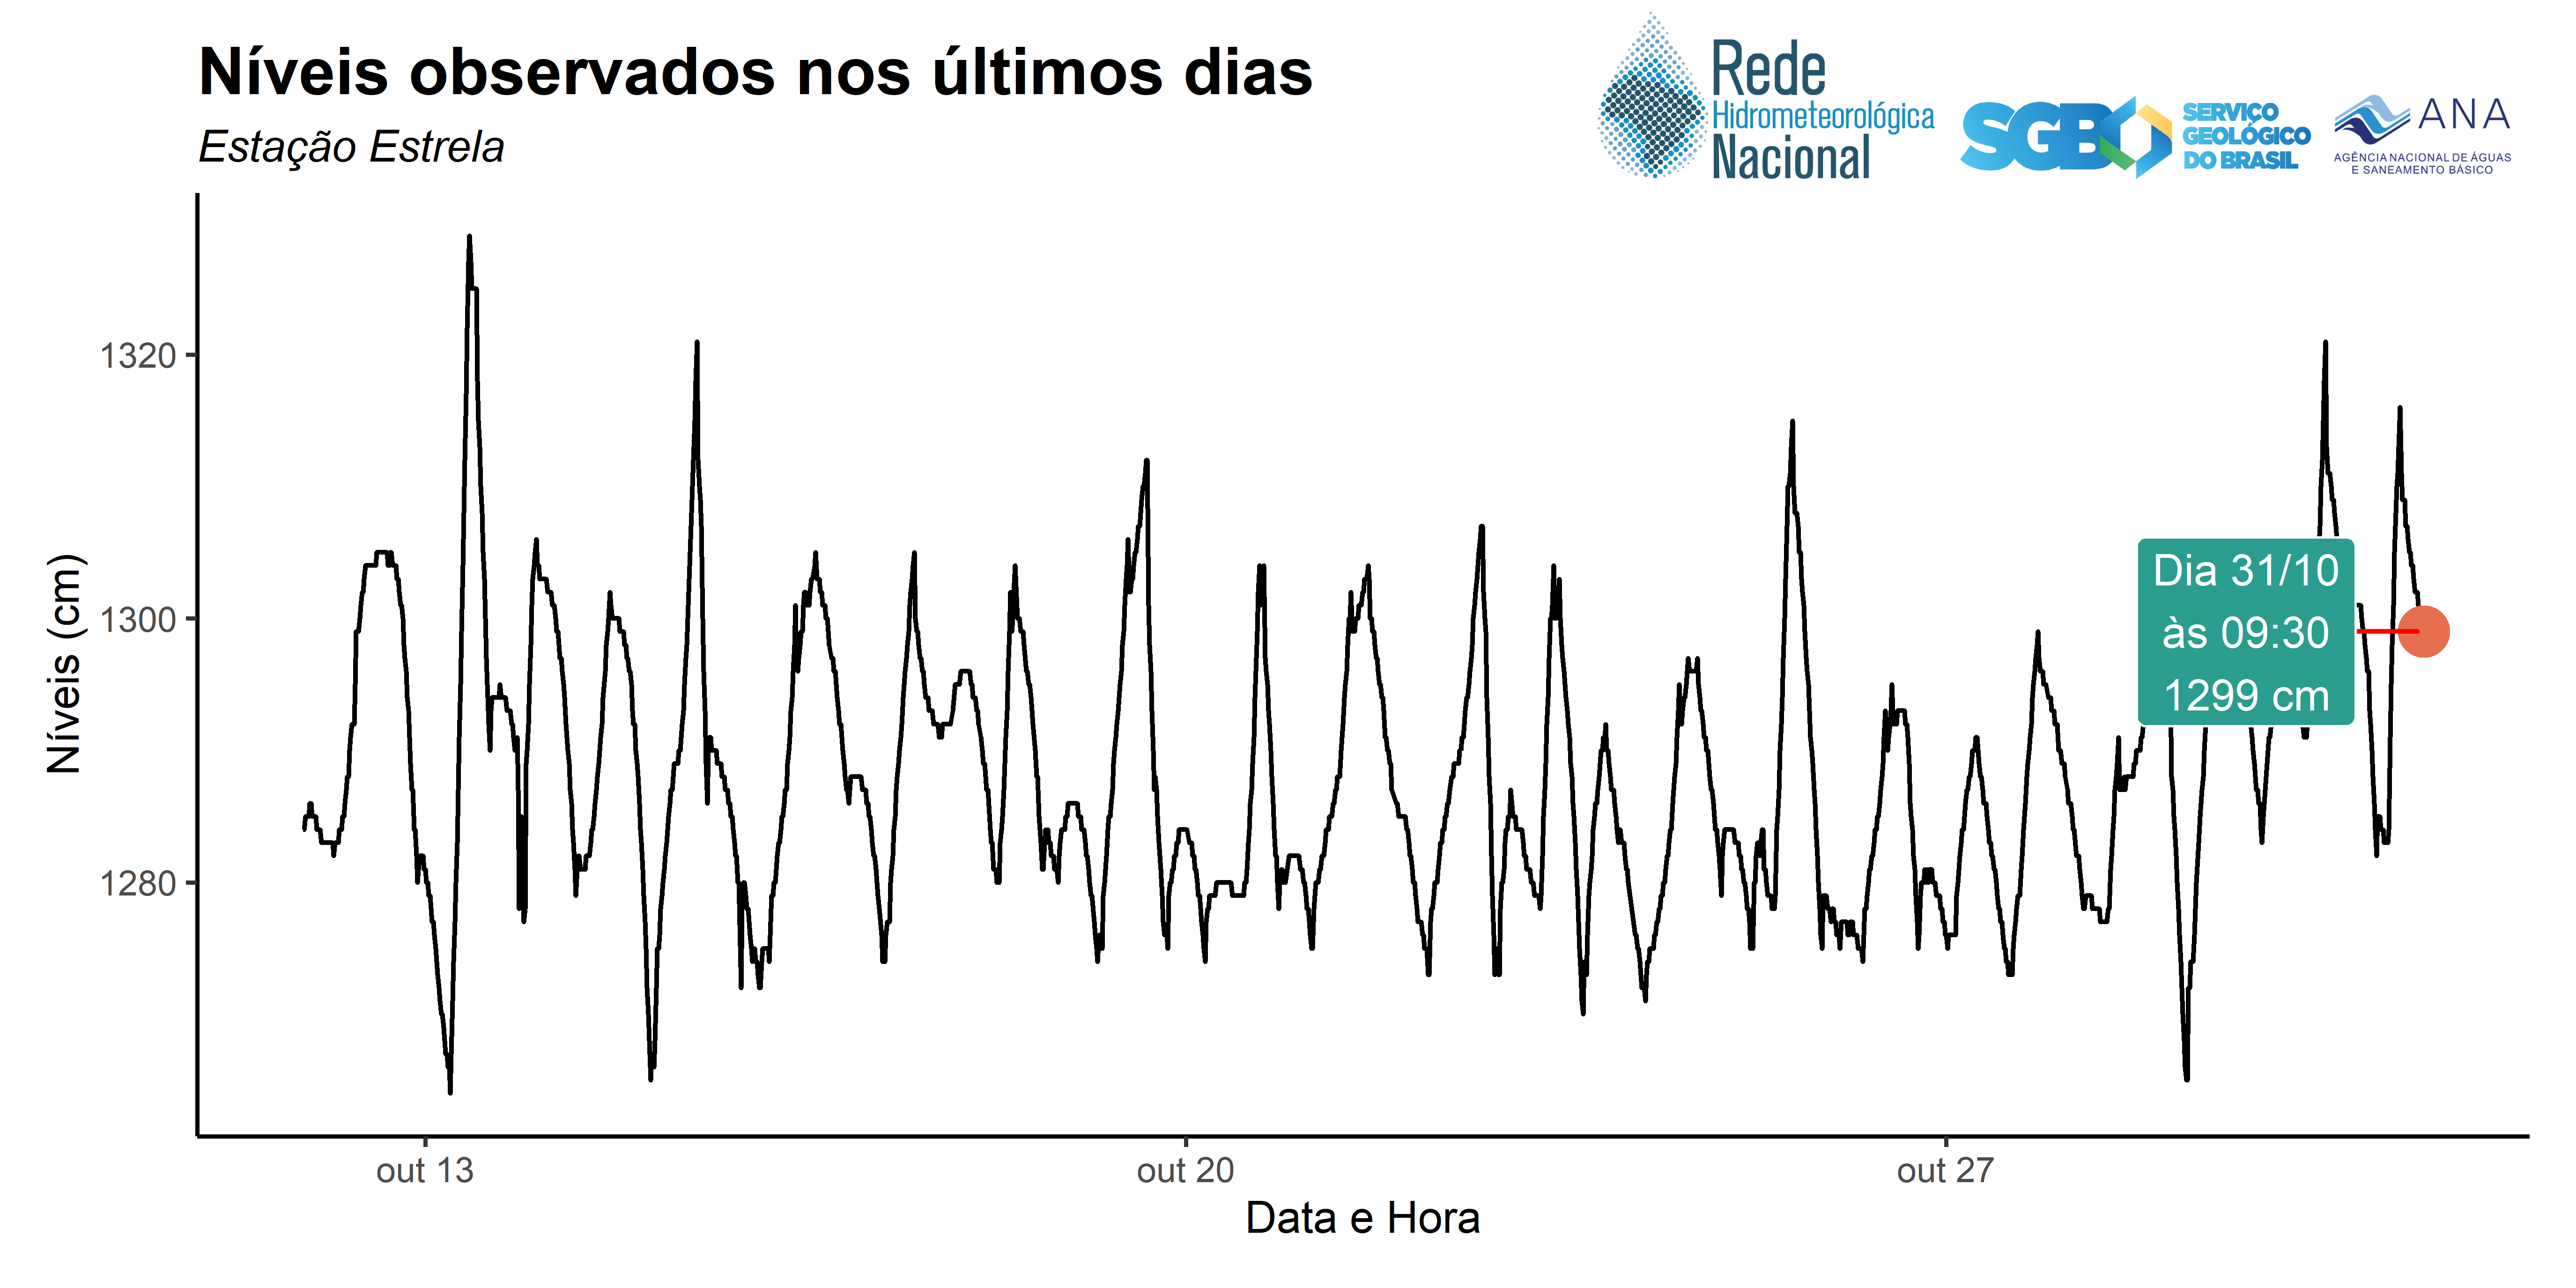 Níveis observados nos últimos dias
Estação Estrela
Rede
Hidrometeorológica
Nacional
SGB
SERVIÇO
GEOLÓGICO
DO BRASIL
ANA
AGÊNCIA NACIONAL DE ÁGUAS
E SANEAMENTO BÁSICO
Níveis (cm)
1320
1300
1280
Dia 31/10
às 09:30
1299 cm
out 13
out 20
out 27
Data e Hora